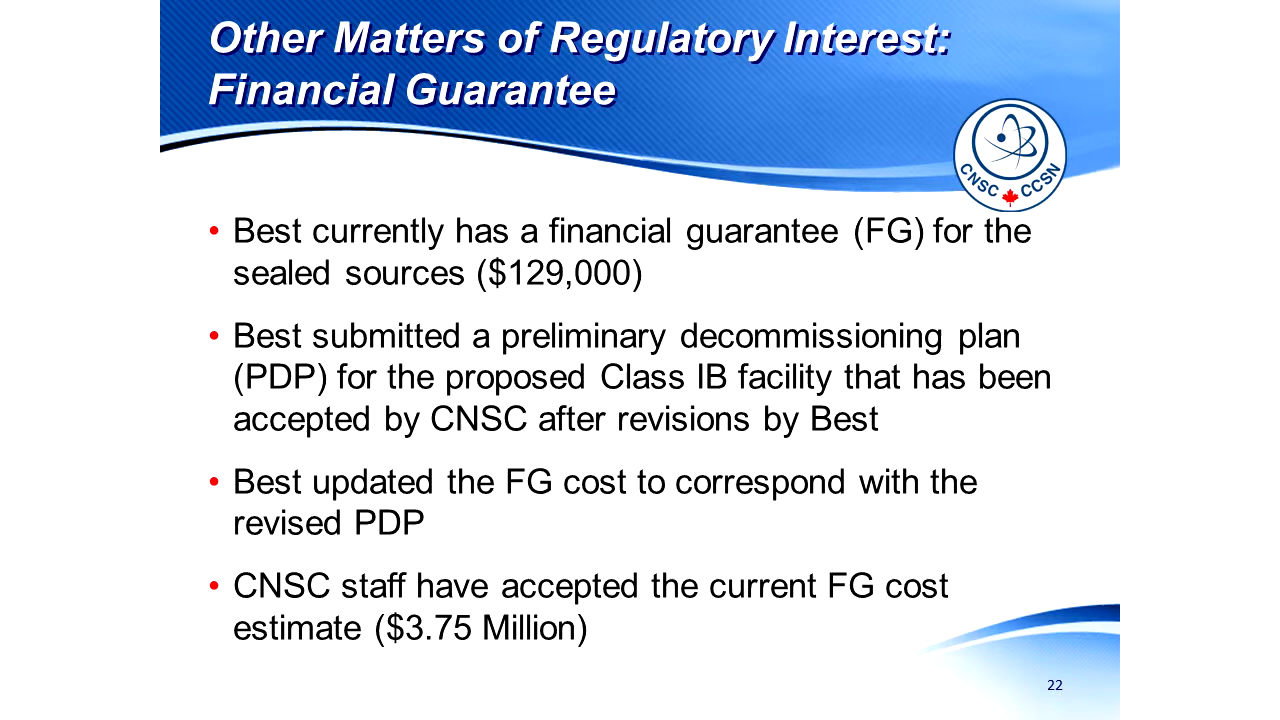 Other Matters of Regulatory Interest:
Financial Guarantee
CNSC CCSN
• Best currently has a financial guarantee (FG) for the
sealed sources ($129,000)
• Best submitted a preliminary decommissioning plan
(PDP) for the proposed Class IB facility that has been
accepted by CNSC after revisions by Best
• Best updated the FG cost to correspond with the
revised PDP
• CNSC staff have accepted the current FG cost
estimate ($3.75 Million)
22